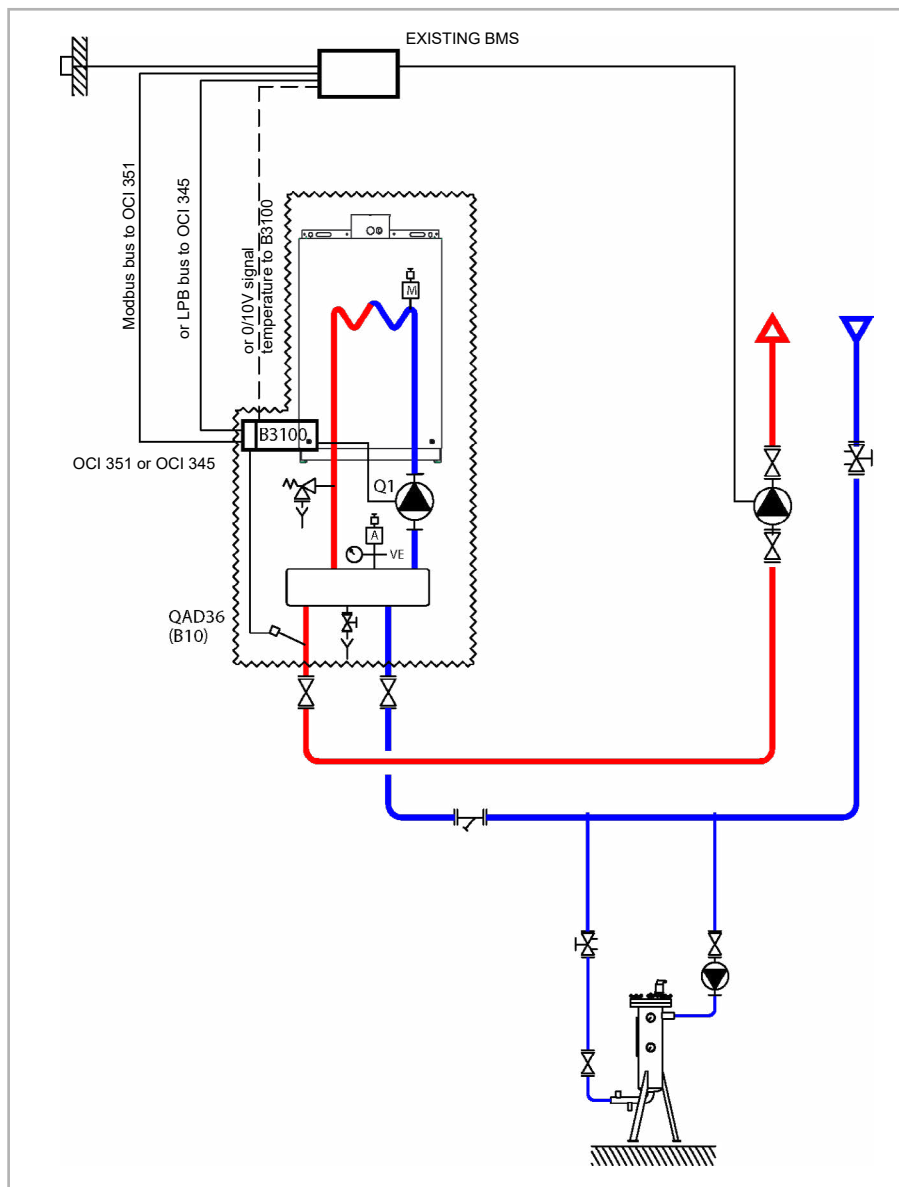 EXISTING BMS
Modbus bus to OCI 351
or LPB bus to OCI 345
or 0/10V signal
temperature to B3100
M
B3100
OCI 351 or OCI 345
Q1
A
VE
QAD36
(B10)